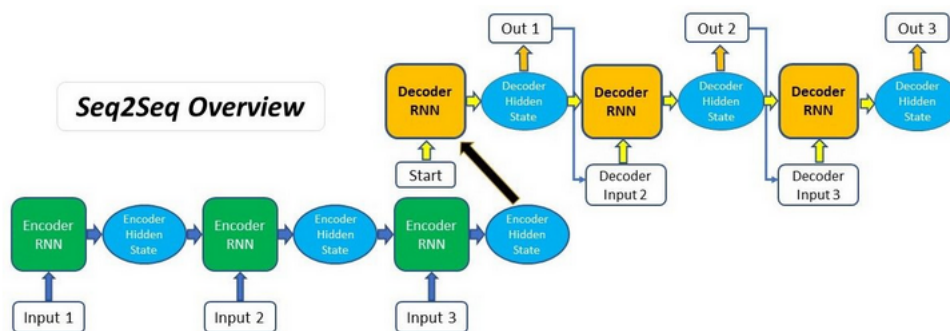 Out 1
Out 2
Out 3
Seq2Seq Overview
Decoder
RNN
Decoder
Hidden
State
Decoder
RNN
Decoder
Hidden
State
Decoder
RNN
Decoder
Hidden
State
Start
Decoder
Input 2
Decoder
Input 3
Encoder
RNN
Encoder
Hidden
State
Encoder
RNN
Encoder
Hidden
State
Encoder
RNN
Encoder
Hidden
State
Input 1
Input 2
Input 3